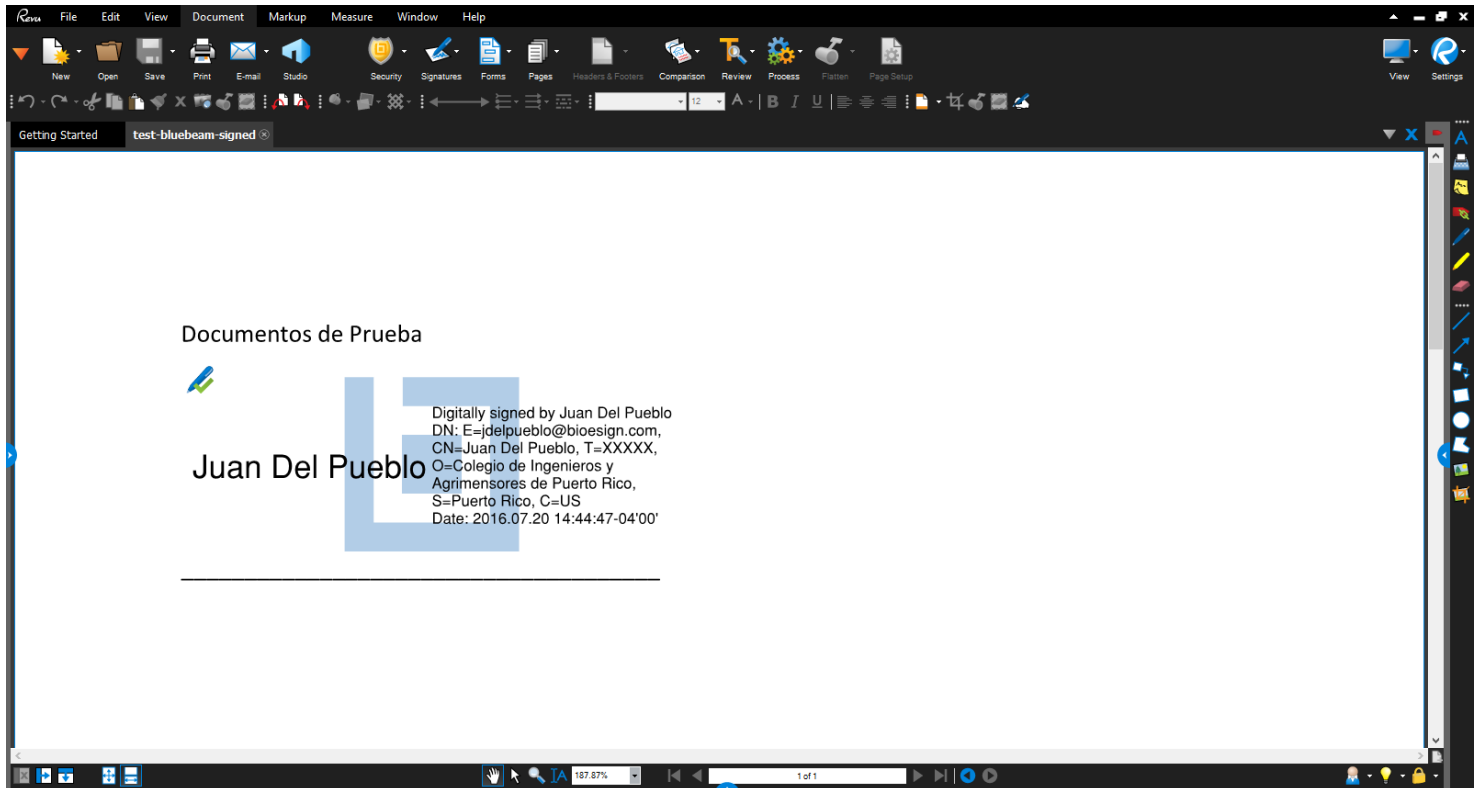 Revu File Edit View Document Markup Measure Window Help
New Open Save Print E-mail Studio Security Signatures Forms Pages Headers & Footers Comparison Review Process Flatten Page Setup View Settings
12 A B I U
Getting Started test-bluebeam-signed
Documentos de Prueba
Juan Del Pueblo
Digitally signed by Juan Del Pueblo
DN: E=jdelpueblo@bioesign.com,
CN=Juan Del Pueblo, T=XXXXX,
O=Colegio de Ingenieros y
Agrimensores de Puerto Rico,
S=Puerto Rico, C=US
Date: 2016.07.20 14:44:47-04'00'
187.87% 1 of 1